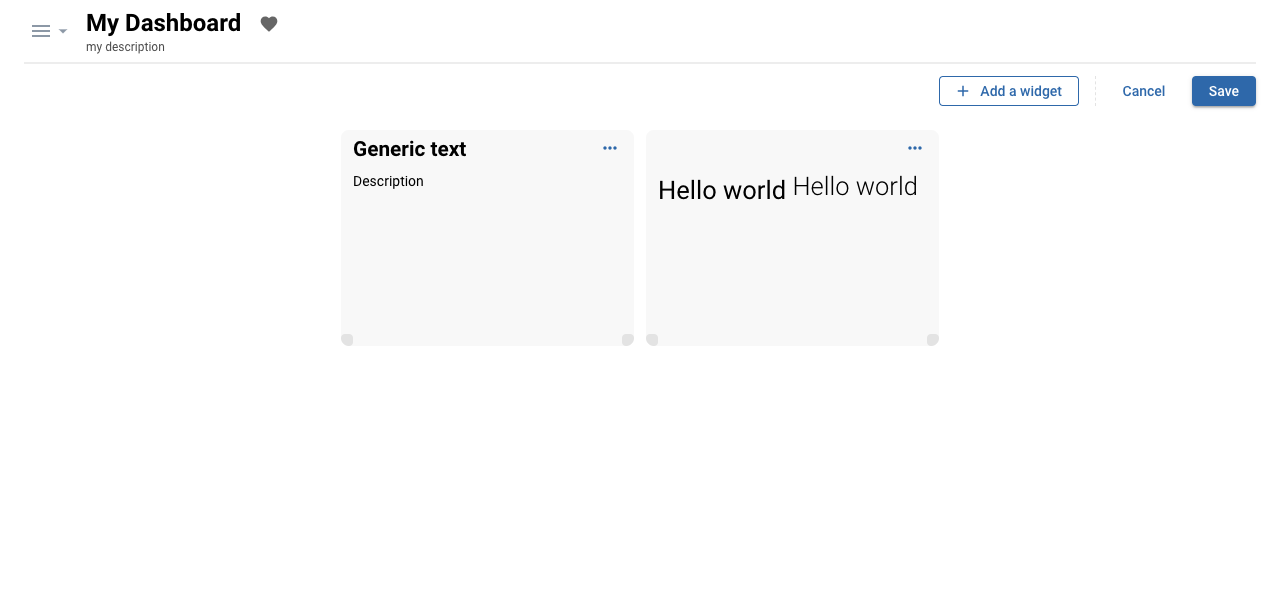 My Dashboard
my description
Add a widget
Cancel
Save
Generic text
Description
Hello world Hello world